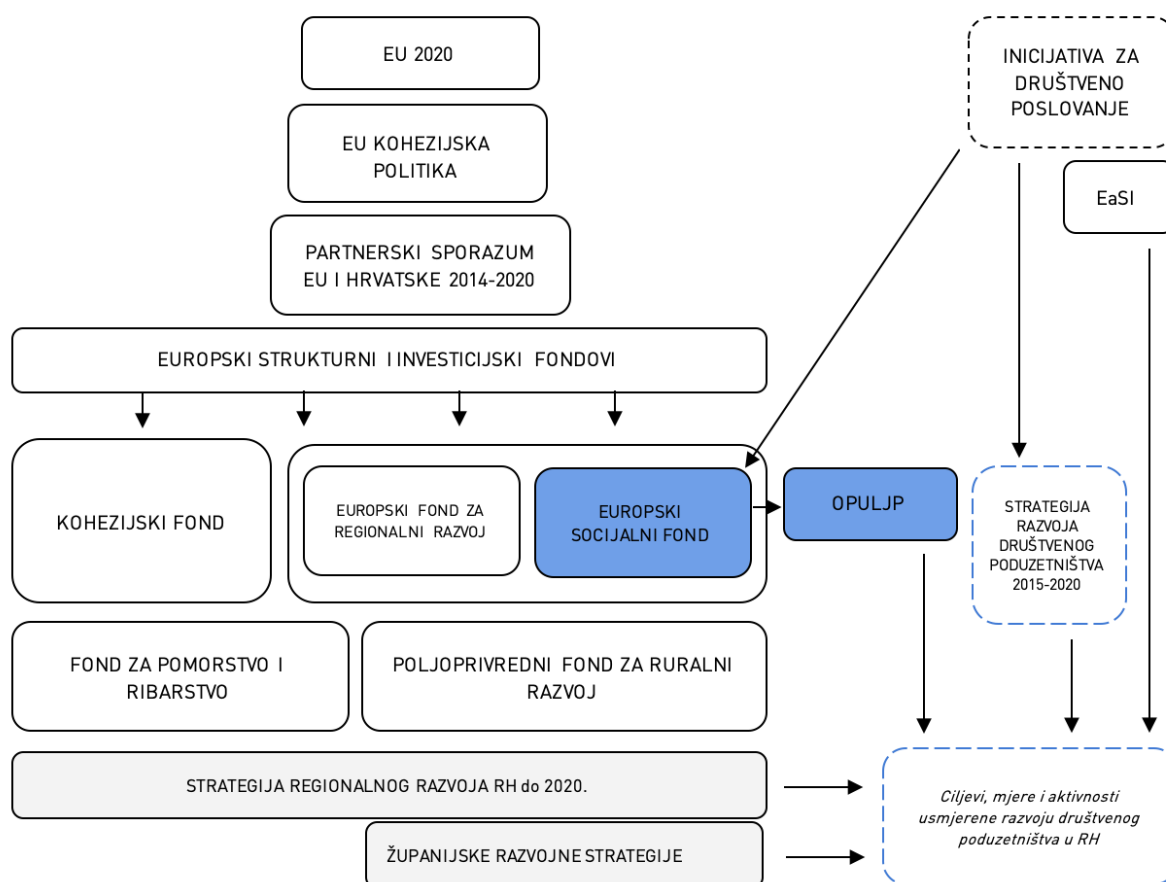 EU 2020
INICIJATIVA ZA
DRUŠTVENO
POSLOVANJE
EU KOHEZIJSKA
POLITIKA
EaSI
PARTNERSKI SPORAZUM
EU I HRVATSKE 2014-2020
EUROPSKI STRUKTURNI I INVESTICIJSKI FONDOVI
KOHEZIJSKI FOND
EUROPSKI FOND ZA
REGIONALNI RAZVOJ
EUROPSKI
SOCIJALNI FOND
OPULJP
STRATEGIJA
RAZVOJA
DRUŠTVENOG
PODUZETNIŠTVA
2015-2020
FOND ZA POMORSTVO I
RIBARSTVO
POLJOPRIVREDNI FOND ZA RURALNI
RAZVOJ
STRATEGIJA REGIONALNOG RAZVOJA RH do 2020.
Ciljevi, mjere i aktivnosti
usmjerene razvoju društvenog
poduzetništva u RH
ŽUPANIJSKE RAZVOJNE STRATEGIJE